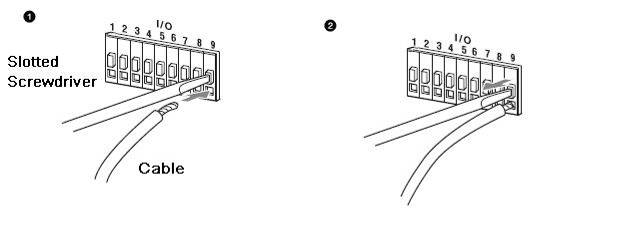 1
I/O
1 2 3 4 5 6 7 8 9
Slotted
Screwdriver
Cable
2
I/O
1 2 3 4 5 6 7 8 9